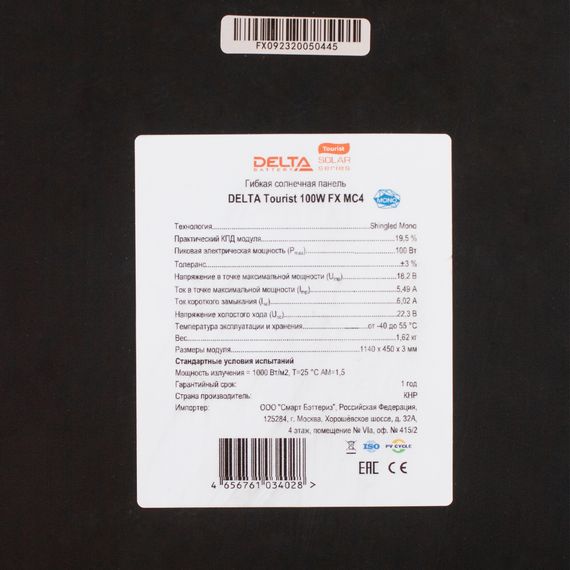 FX092320050445
DELTA
BATTERY
Tourist
SOLAR
series
Гибкая солнечная панель
DELTA Tourist 100W FX MC4
MONO
Технология Shingled Mono
Практический КПД модуля 19,5 %
Пиковая электрическая мощность (Pmax) 100 Вт
Толеранс ±3 %
Напряжение в точке максимальной мощности (Ump) 18,2 В
Ток в точке максимальной мощности (Imp) 5,49 А
Ток короткого замыкания (Isc) 6,02 А
Напряжение холостого хода (Uoc) 22,3 В
Температура эксплуатации и хранения от -40 до 55 °С
Вес 1,62 кг
Размеры модуля 1140 x 450 x 3 мм
Стандартные условия испытаний
Мощность излучения = 1000 Вт/м2, Т=25 °С АМ=1,5
Гарантийный срок: 1 год
Страна производитель: КНР
Импортер: ООО "Смарт Бэттериз", Российская Федерация,
125284, г. Москва, Хорошёвское шоссе, д. 32А,
4 этаж, помещение № VIIa, оф. № 415/2
ISO PV CYCLE
EAC CE
4 656761 034028 >